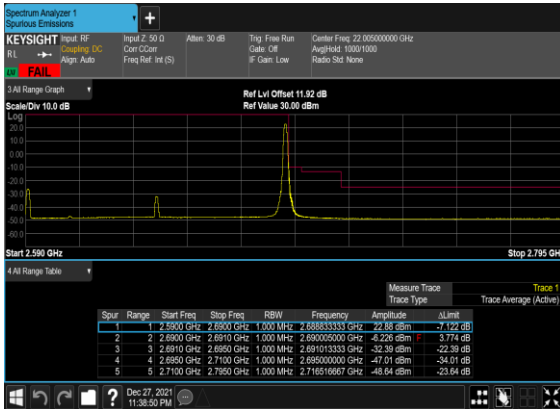 Spectrum Analyzer 1
Spurious Emissions
+
KEYSIGHT Input: RF Input Z: 50 Ω Atten: 30 dB Trig: Free Run Center Freq: 22.005000000 GHz
RL Coupling: DC Corr CCorr Gate: Off Avg|Hold: 1000/1000
Align: Auto Freq Ref: Int (S) IF Gain: Low Radio Std: None
FAIL
3 All Range Graph
Ref Lvl Offset 11.92 dB
Scale/Div 10.0 dB Ref Value 30.00 dBm
Log
20.0
10.0
0.00
-10.0
-20.0
-30.0
-40.0
-50.0
-60.0
Start 2.590 GHz Stop 2.795 GH
4 All Range Table
Measure Trace Trace 1
Trace Type Trace Average (Active)
Spur Range Start Freq Stop Freq RBW Frequency Amplitude ΔLimit
1 1 2.5900 GHz 2.6900 GHz 1.000 MHz 2.688833333 GHz 22.88 dBm -7.122 dB
2 2 2.6900 GHz 2.6910 GHz 1.000 MHz 2.690005000 GHz -6.226 dBm F 3.774 dB
3 3 2.6910 GHz 2.6950 GHz 1.000 MHz 2.691013333 GHz -32.39 dBm -22.39 dB
4 4 2.6950 GHz 2.7100 GHz 1.000 MHz 2.695000000 GHz -47.01 dBm -34.01 dB
5 5 2.7100 GHz 2.7950 GHz 1.000 MHz 2.716516667 GHz -48.64 dBm -23.64 dB
?
Dec 27, 2021
11:38:50 PM